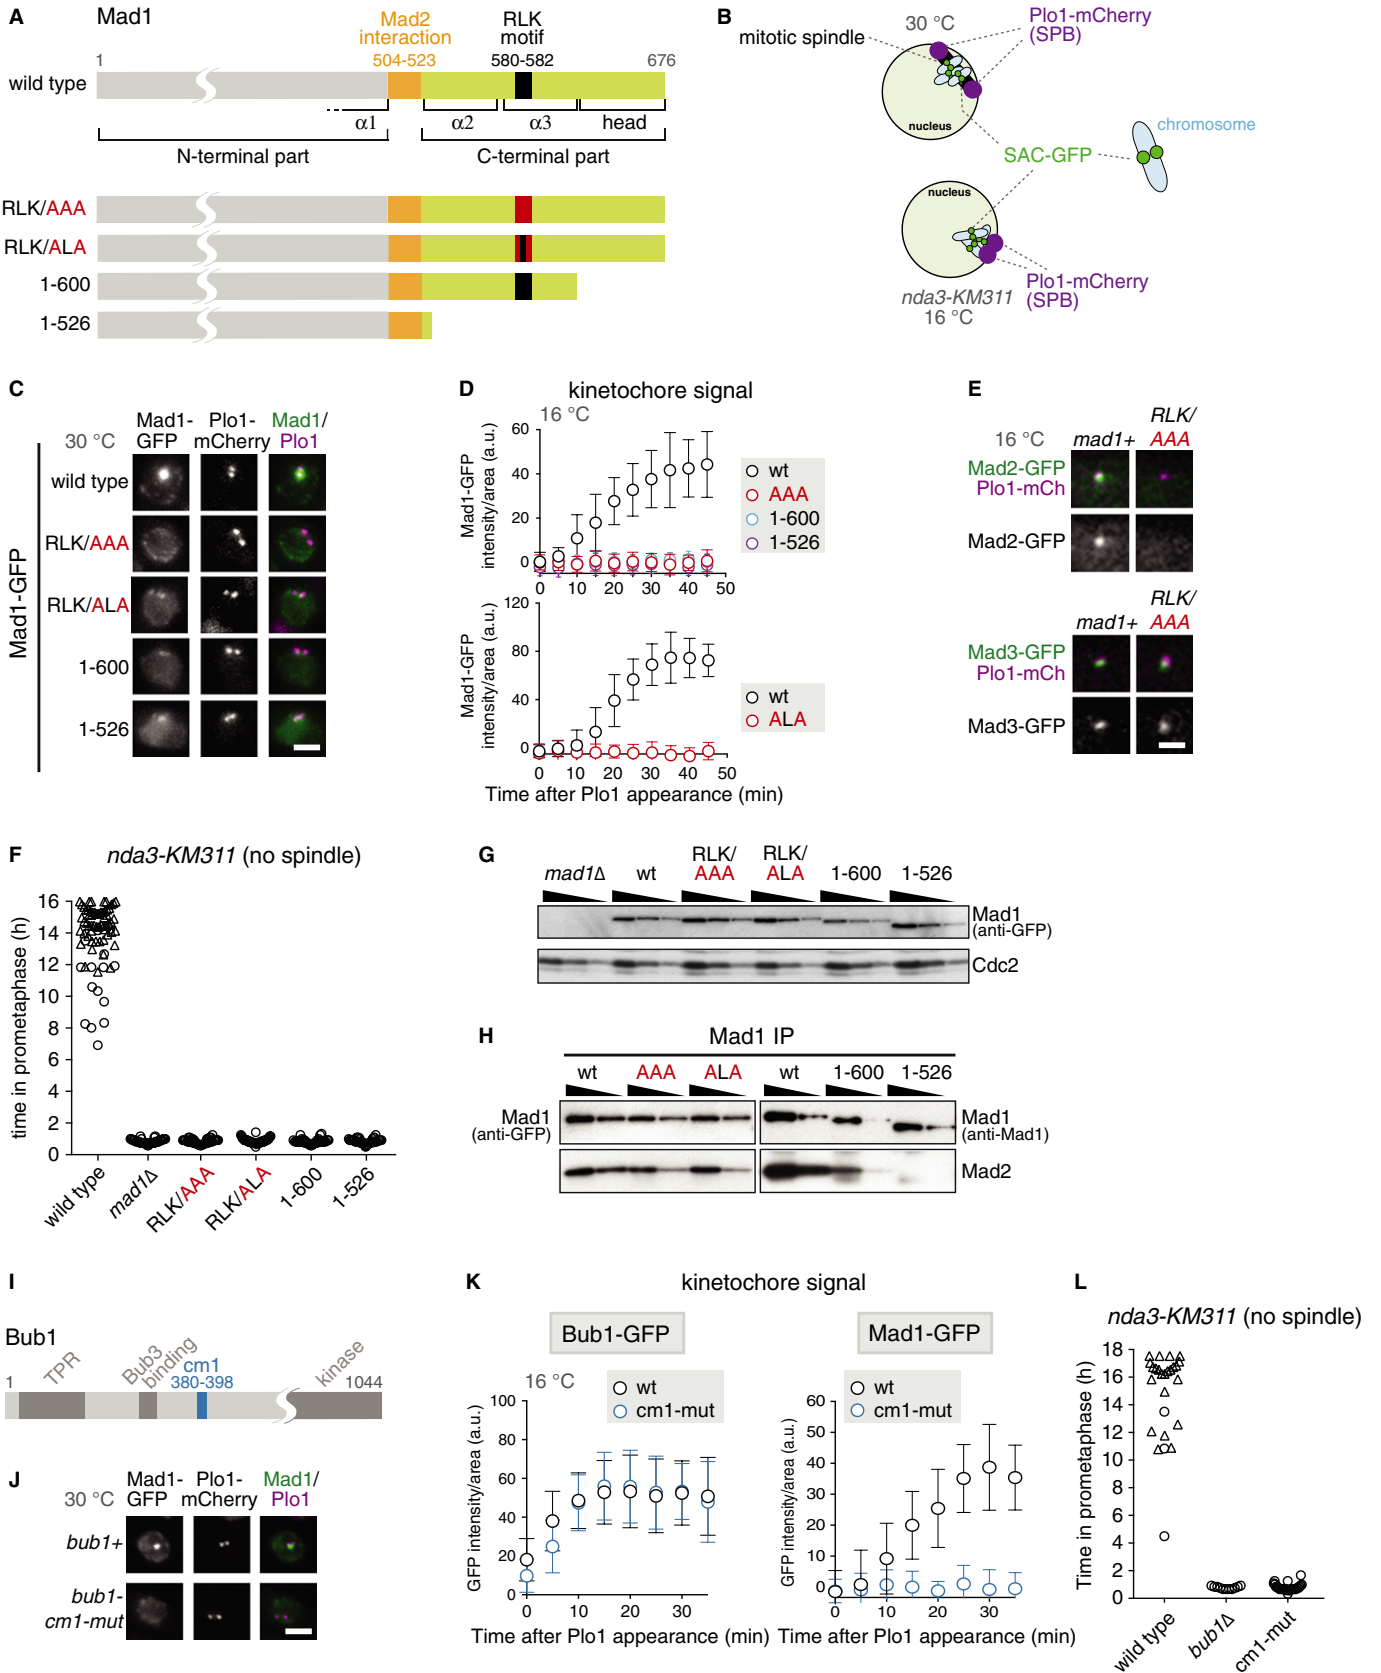 A
Mad1
Mad2
interaction
504-523
RLK
motif
580-582
1
676
wild type
α1
α2
α3
head
N-terminal part
C-terminal part
RLK/AAA
RLK/ALA
1-600
1-526
B
30 °C
Plo1-mCherry
(SPB)
mitotic spindle
nucleus
chromosome
SAC-GFP
nucleus
Plo1-mCherry
(SPB)
nda3-KM311
16 °C
C
Mad1-GFP
30 °C
Mad1-
GFP
Plo1-
mCherry
Mad1/
Plo1
wild type
RLK/AAA
RLK/ALA
1-600
1-526
D
kinetochore signal
16 °C
Mad1-GFP
intensity/area (a.u.)
60
40
20
0
0 10 20 30 40 50
wt
AAA
1-600
1-526
Mad1-GFP
intensity/area (a.u.)
120
80
40
0
0 10 20 30 40 50
wt
ALA
Time after Plo1 appearance (min)
E
16 °C
mad1+
RLK/
AAA
Mad2-GFP
Plo1-mCh
Mad2-GFP
mad1+
RLK/
AAA
Mad3-GFP
Plo1-mCh
Mad3-GFP
F
nda3-KM311 (no spindle)
time in prometaphase (h)
16
14
12
10
8
6
4
2
0
wild type
mad1Δ
RLK/AAA
RLK/ALA
1-600
1-526
G
mad1Δ
wt
RLK/
AAA
RLK/
ALA
1-600
1-526
Mad1
(anti-GFP)
Cdc2
H
Mad1 IP
wt AAA ALA wt 1-600 1-526
Mad1
(anti-GFP)
Mad1
(anti-Mad1)
Mad2
I
Bub1
1
TPR
Bub3
binding
cm1
380-398
kinase
1044
J
30 °C
Mad1-
GFP
Plo1-
mCherry
Mad1/
Plo1
bub1+
bub1-
cm1-mut
K
kinetochore signal
Bub1-GFP
16 °C
wt
cm1-mut
GFP intensity/area (a.u.)
100
80
60
40
20
0
0 10 20 30
Time after Plo1 appearance (min)
Mad1-GFP
wt
cm1-mut
GFP intensity/area (a.u.)
60
50
40
30
20
10
0
0 10 20 30
Time after Plo1 appearance (min)
L
nda3-KM311 (no spindle)
Time in prometaphase (h)
18
16
14
12
10
8
6
4
2
0
wild type
bub1Δ
cm1-mut